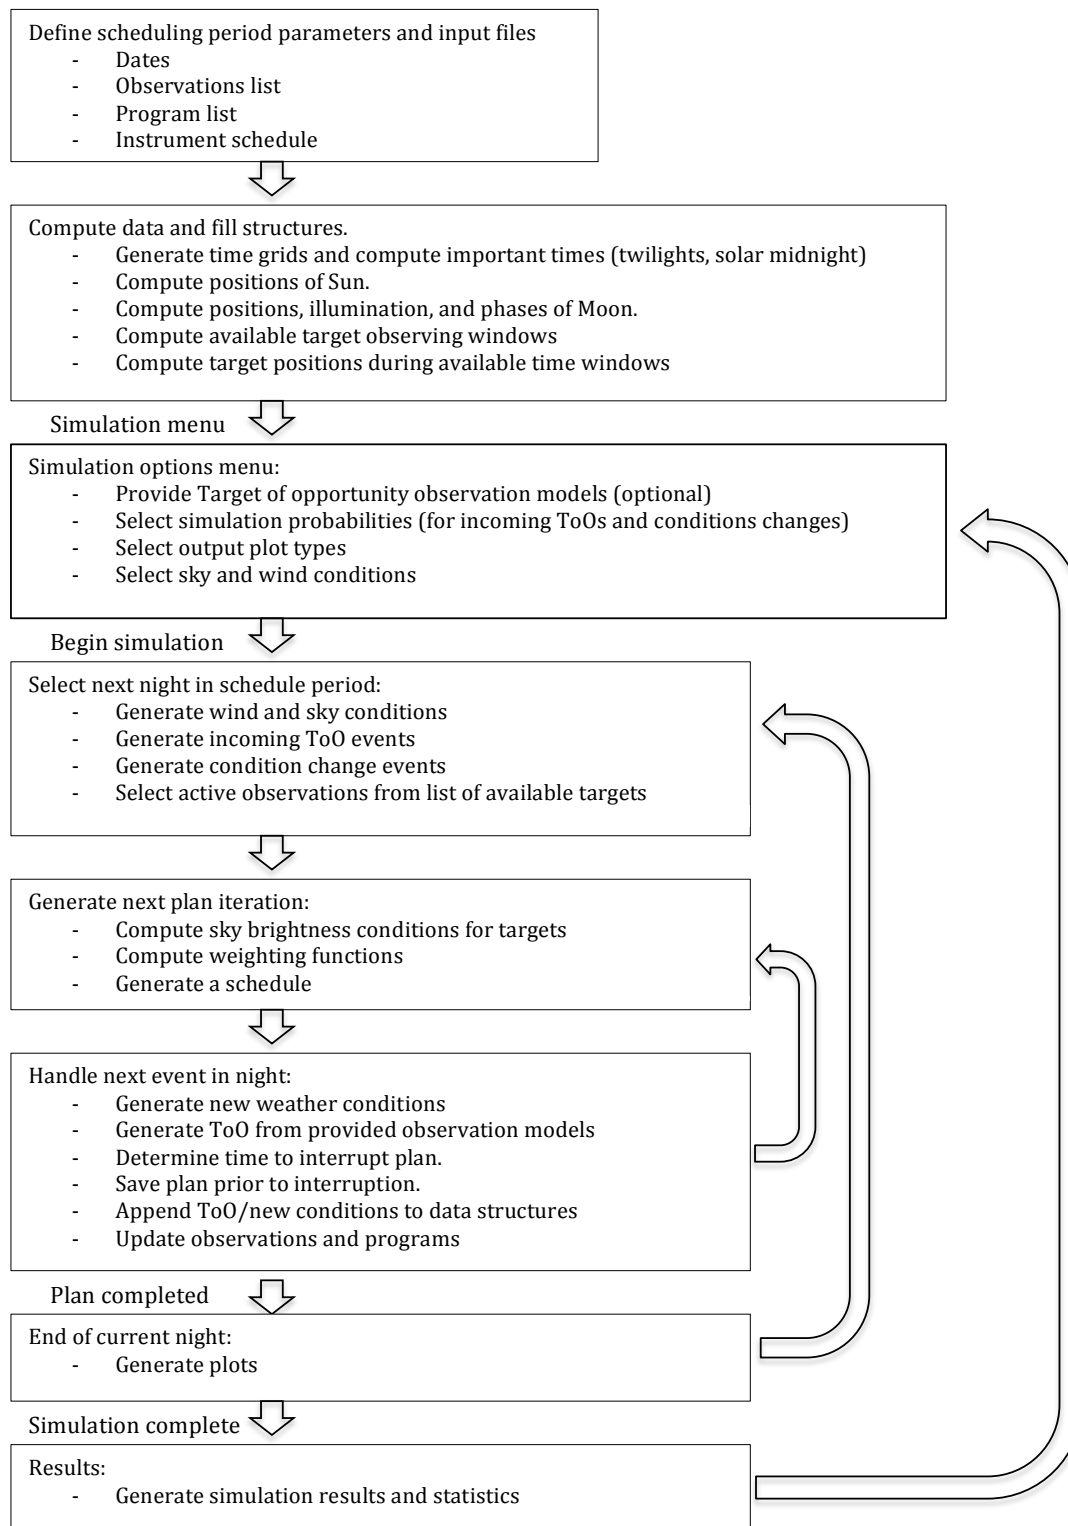 Define scheduling period parameters and input files
- Dates
- Observations list
- Program list
- Instrument schedule
Compute data and fill structures.
- Generate time grids and compute important times (twilights, solar midnight)
- Compute positions of Sun.
- Compute positions, illumination, and phases of Moon.
- Compute available target observing windows
- Compute target positions during available time windows
Simulation menu
Simulation options menu:
- Provide Target of opportunity observation models (optional)
- Select simulation probabilities (for incoming ToOs and conditions changes)
- Select output plot types
- Select sky and wind conditions
Begin simulation
Select next night in schedule period:
- Generate wind and sky conditions
- Generate incoming ToO events
- Generate condition change events
- Select active observations from list of available targets
Generate next plan iteration:
- Compute sky brightness conditions for targets
- Compute weighting functions
- Generate a schedule
Handle next event in night:
- Generate new weather conditions
- Generate ToO from provided observation models
- Determine time to interrupt plan.
- Save plan prior to interruption.
- Append ToO/new conditions to data structures
- Update observations and programs
Plan completed
End of current night:
- Generate plots
Simulation complete
Results:
- Generate simulation results and statistics